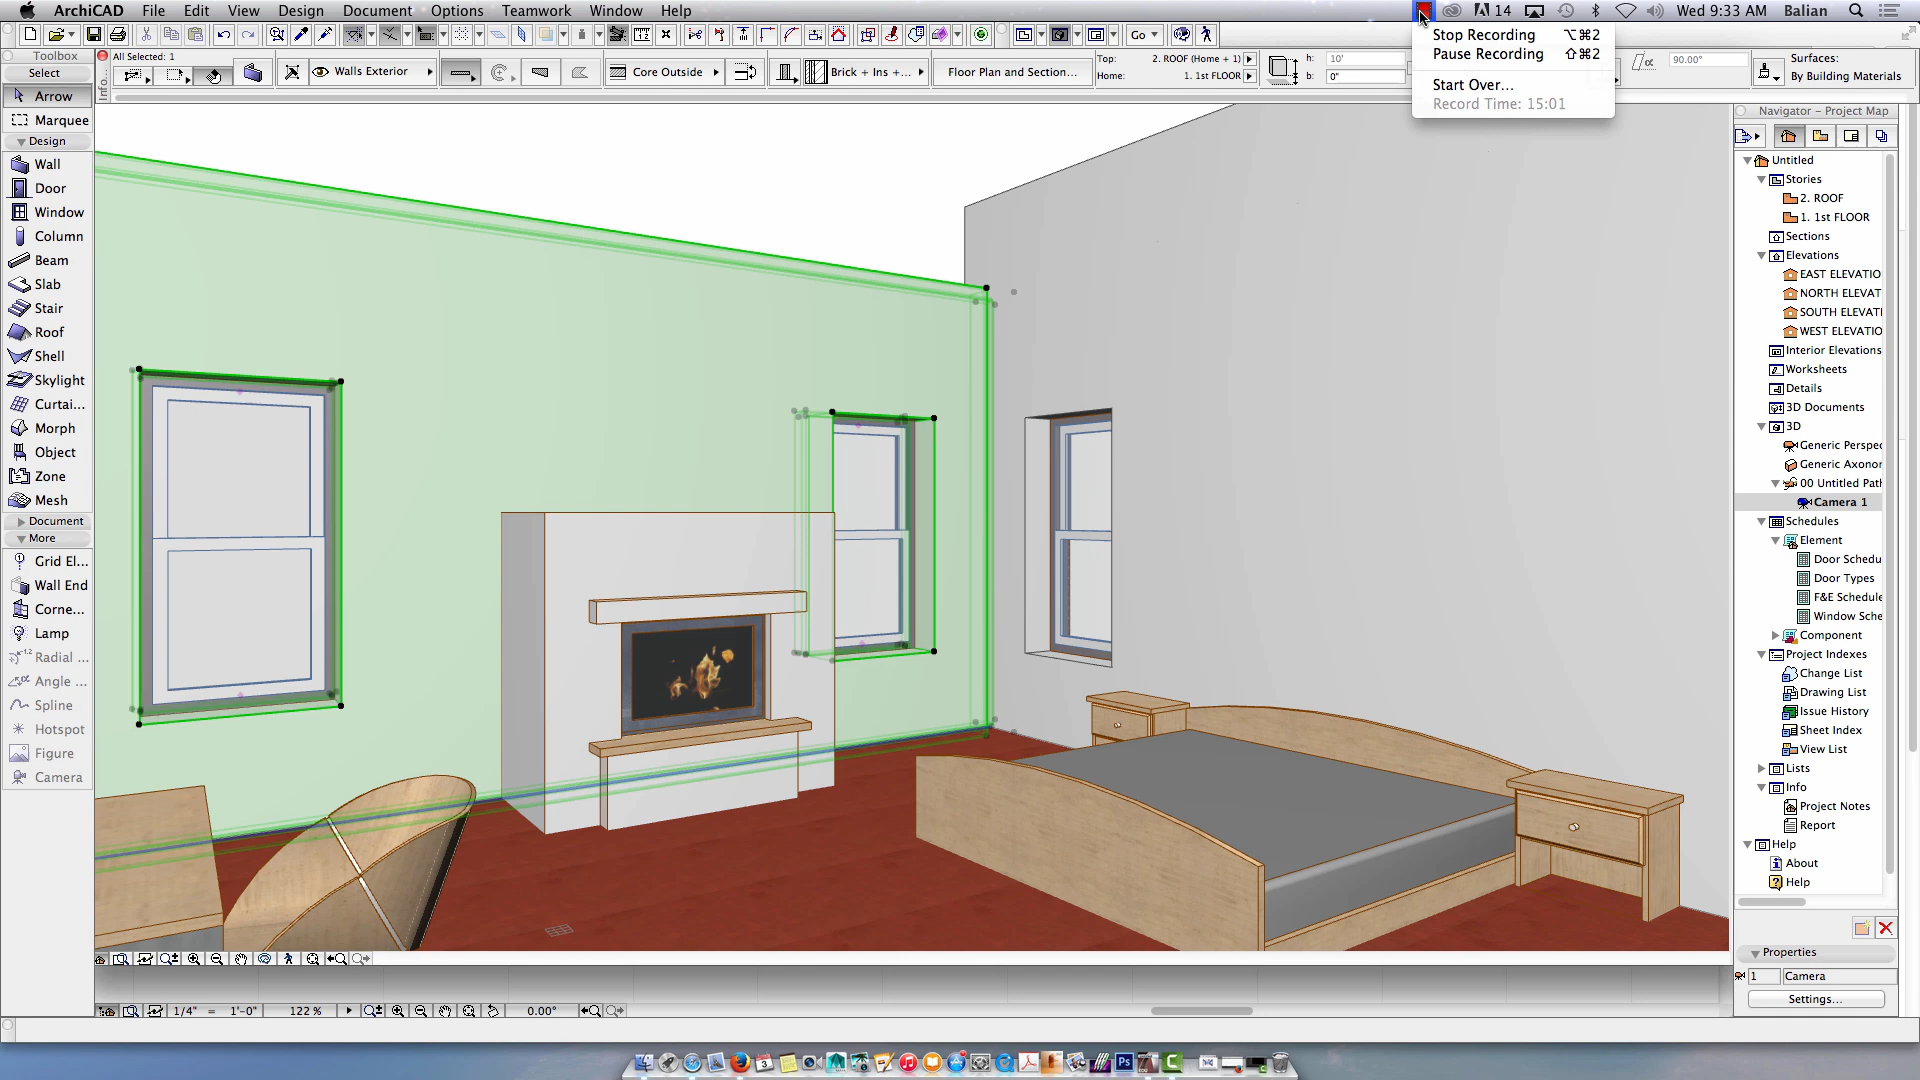 ArchiCAD File Edit View Design Document Options Teamwork Window Help
14 Wed 9:33 AM Balian
Stop Recording ⌥⌘2
Pause Recording ⇧⌘2
Start Over...
Record Time: 15:01
Toolbox
Select
Arrow
Marquee
Design
Wall
Door
Window
Column
Beam
Slab
Stair
Roof
Shell
Skylight
Curtai...
Morph
Object
Zone
Mesh
Document
More
Grid El...
Wall End
Corne...
Lamp
Radial ...
Angle ...
Spline
Hotspot
Figure
Camera
Info...
All Selected: 1
Walls Exterior
Core Outside
Brick + Ins +...
Floor Plan and Section...
Top: 2. ROOF (Home + 1)
Home: 1. 1st FLOOR
h: 10'
b: 0"
Go
α 90.00°
Surfaces:
By Building Materials
Navigator - Project Map
Untitled
Stories
2. ROOF
1. 1st FLOOR
Sections
Elevations
EAST ELEVATIO
NORTH ELEVAT
SOUTH ELEVATI
WEST ELEVATIO
Interior Elevations
Worksheets
Details
3D Documents
3D
Generic Perspec
Generic Axonor
00 Untitled Path
Camera 1
Schedules
Element
Door Schedu
Door Types
F&E Schedule
Window Sche
Component
Project Indexes
Change List
Drawing List
Issue History
Sheet Index
View List
Lists
Info
Project Notes
Report
Help
About
Help
Properties
1 Camera
Settings...
1/4" = 1'-0" 122 % 0.00°